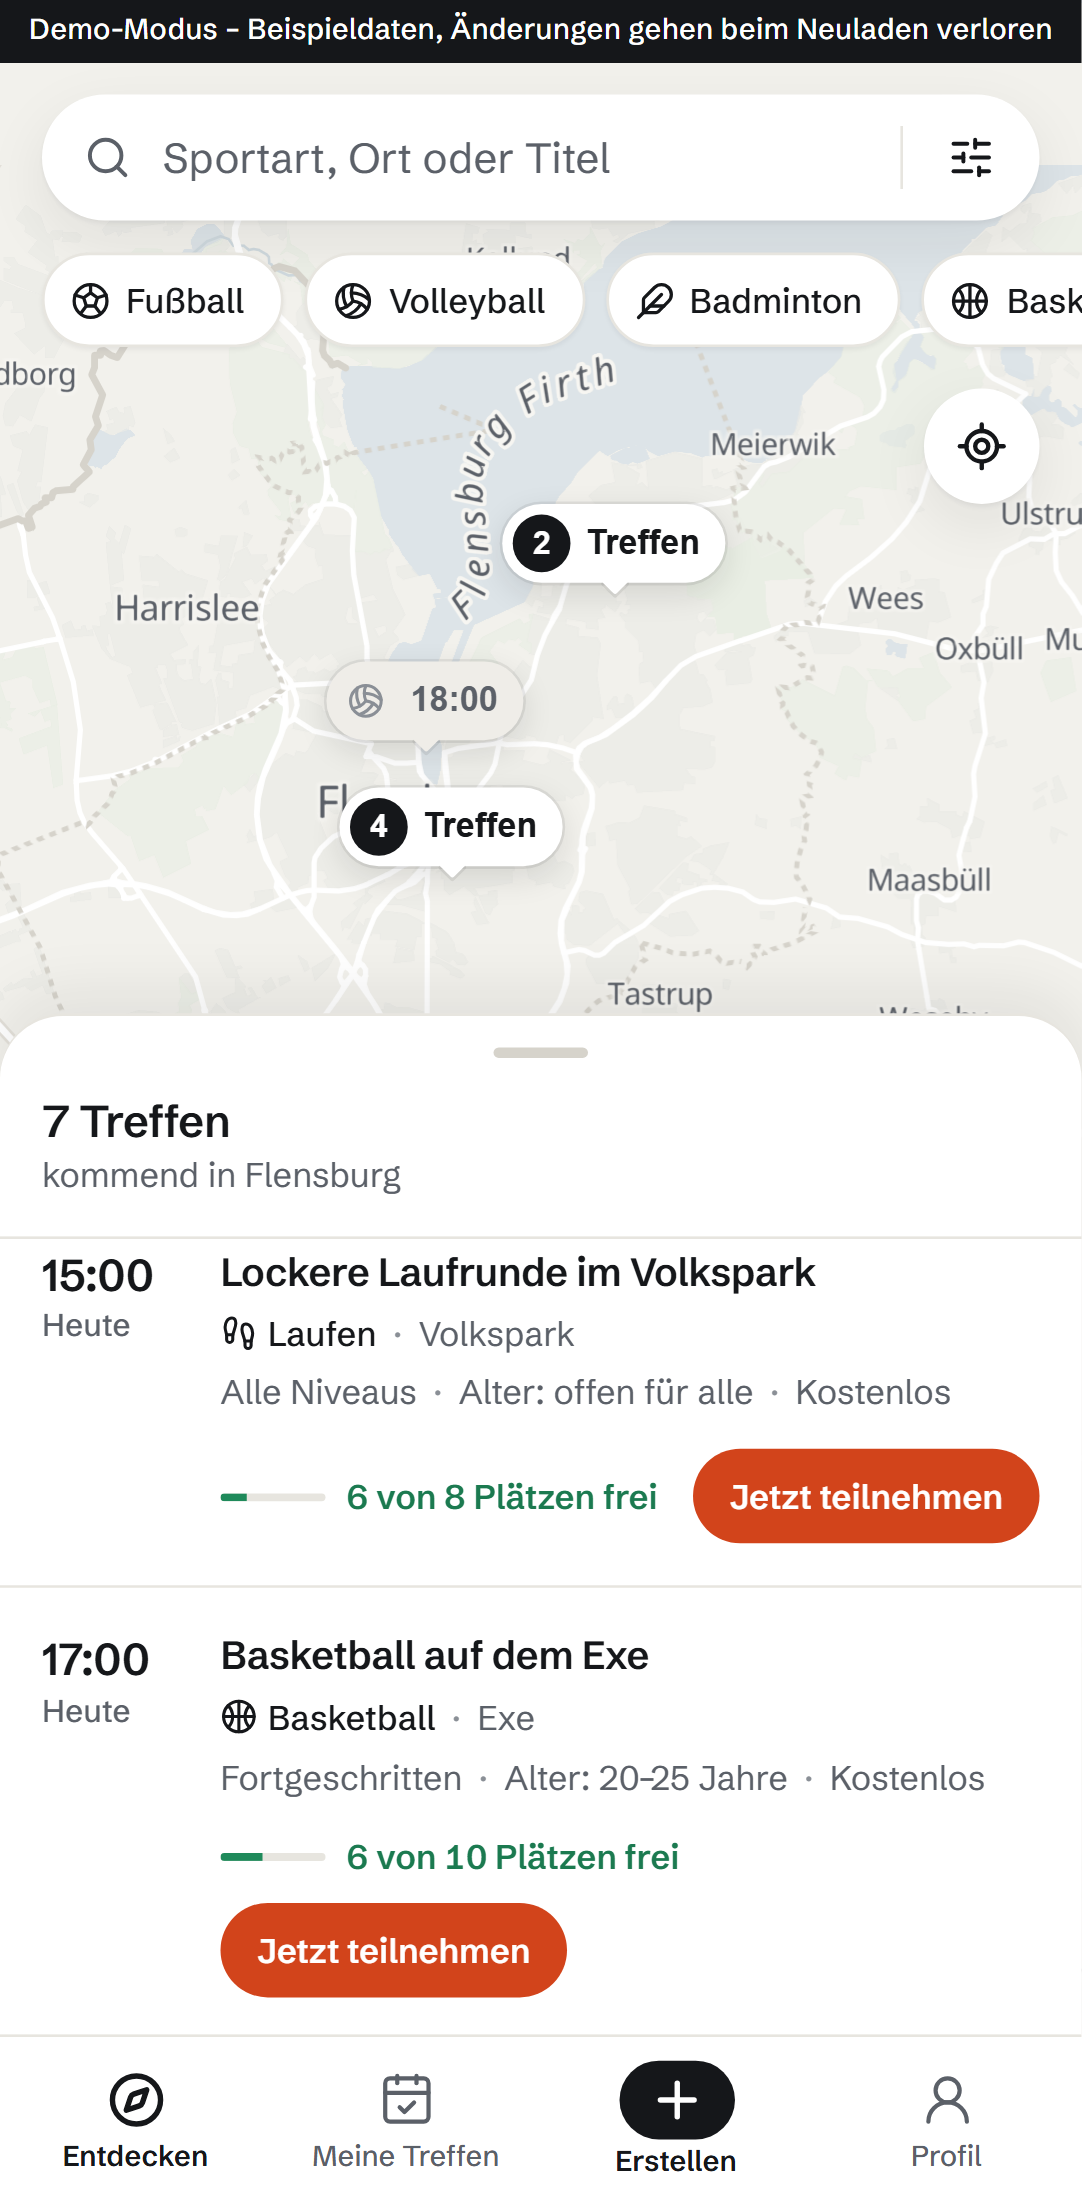 Demo-Modus – Beispieldaten, Änderungen gehen beim Neuladen verloren
Sportart, Ort oder Titel
Fußball
Volleyball
Badminton
Bask
dborg
Flensburg Firth
Meierwik
Ulstru
2 Treffen
Harrislee
Wees
Oxbüll
Mu
18:00
4 Treffen
Maasbüll
Tastrup
7 Treffen
kommend in Flensburg
15:00
Heute
Lockere Laufrunde im Volkspark
Laufen · Volkspark
Alle Niveaus · Alter: offen für alle · Kostenlos
6 von 8 Plätzen frei
Jetzt teilnehmen
17:00
Heute
Basketball auf dem Exe
Basketball · Exe
Fortgeschritten · Alter: 20–25 Jahre · Kostenlos
6 von 10 Plätzen frei
Jetzt teilnehmen
Entdecken
Meine Treffen
Erstellen
Profil